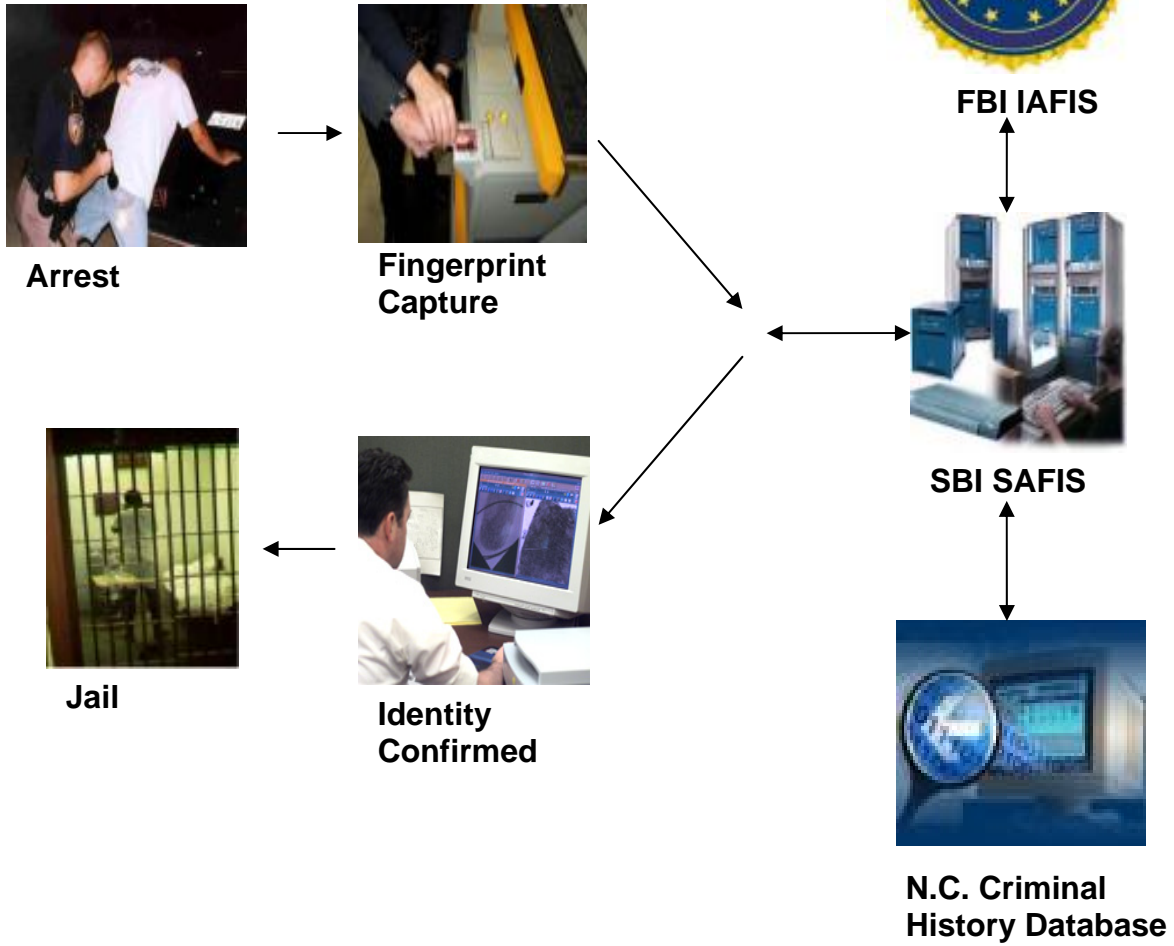 FBI IAFIS
Arrest
Fingerprint
Capture
SBI SAFIS
Jail
Identity
Confirmed
N.C. Criminal
History Database